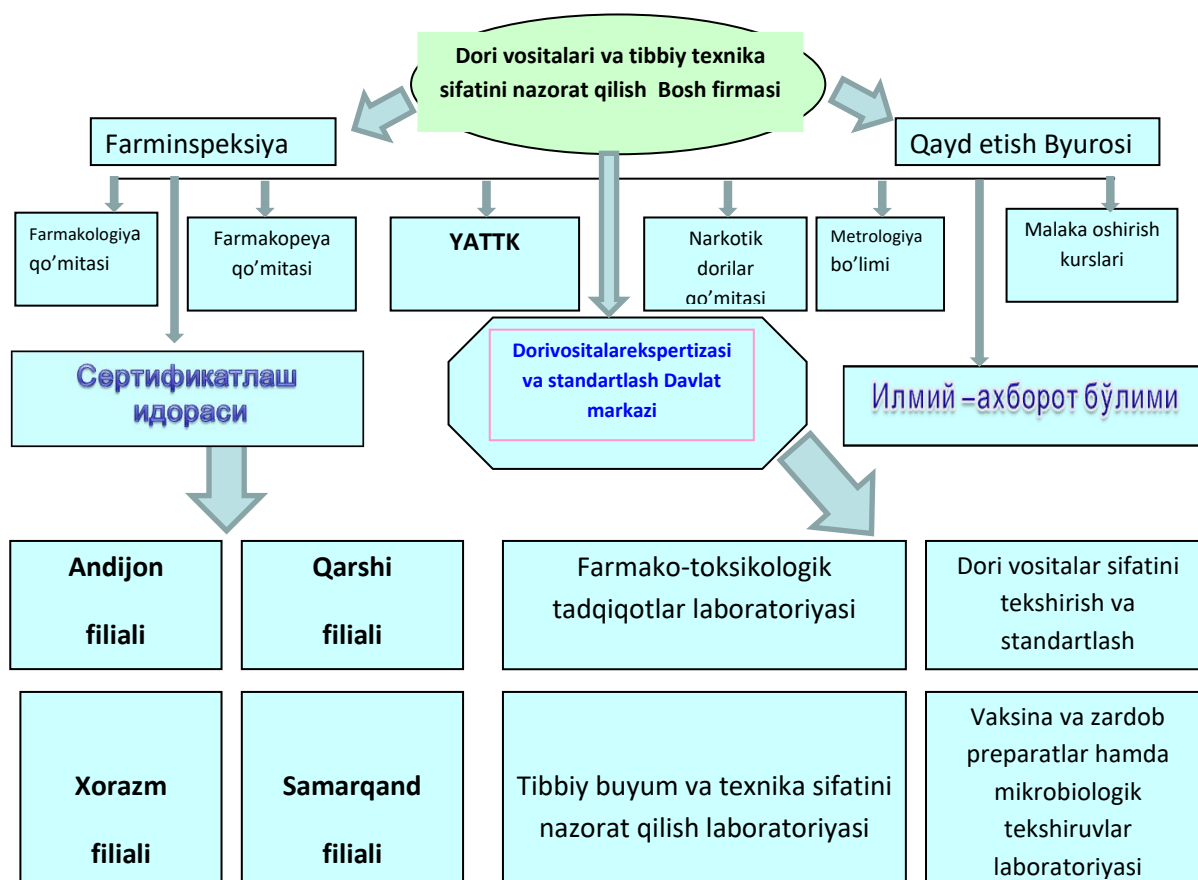 Dori vositalari va tibbiy texnika
sifatini nazorat qilish Bosh firmasi
Farminspeksiya
Qayd etish Byurosi
Farmakologiya
qo’mitasi
Farmakopeya
qo’mitasi
YATTK
Narkotik
dorilar
qo’mitasi
Metrologiya
bo’limi
Malaka oshirish
kurslari
Сертификатлаш
идораси
Dorivositalarekspertizasi
va standartlash Davlat
markazi
Илмий –ахборот бўлими
Andijon
filiali
Qarshi
filiali
Farmako-toksikologik
tadqiqotlar laboratoriyasi
Dori vositalar sifatini
tekshirish va
standartlash
Xorazm
filiali
Samarqand
filiali
Tibbiy buyum va texnika sifatini
nazorat qilish laboratoriyasi
Vaksina va zardob
preparatlar hamda
mikrobiologik
tekshiruvlar
laboratoriyasi